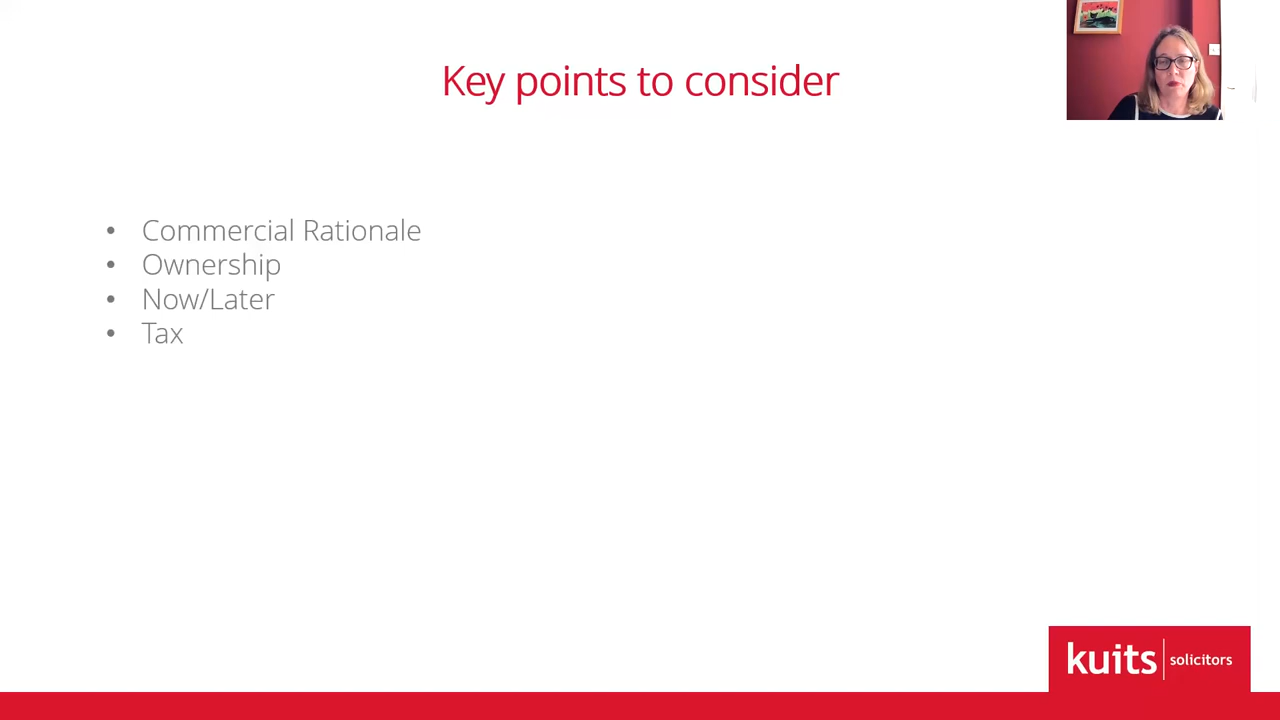 Key points to consider
• Commercial Rationale
• Ownership
• Now/Later
• Tax
kuits solicitors